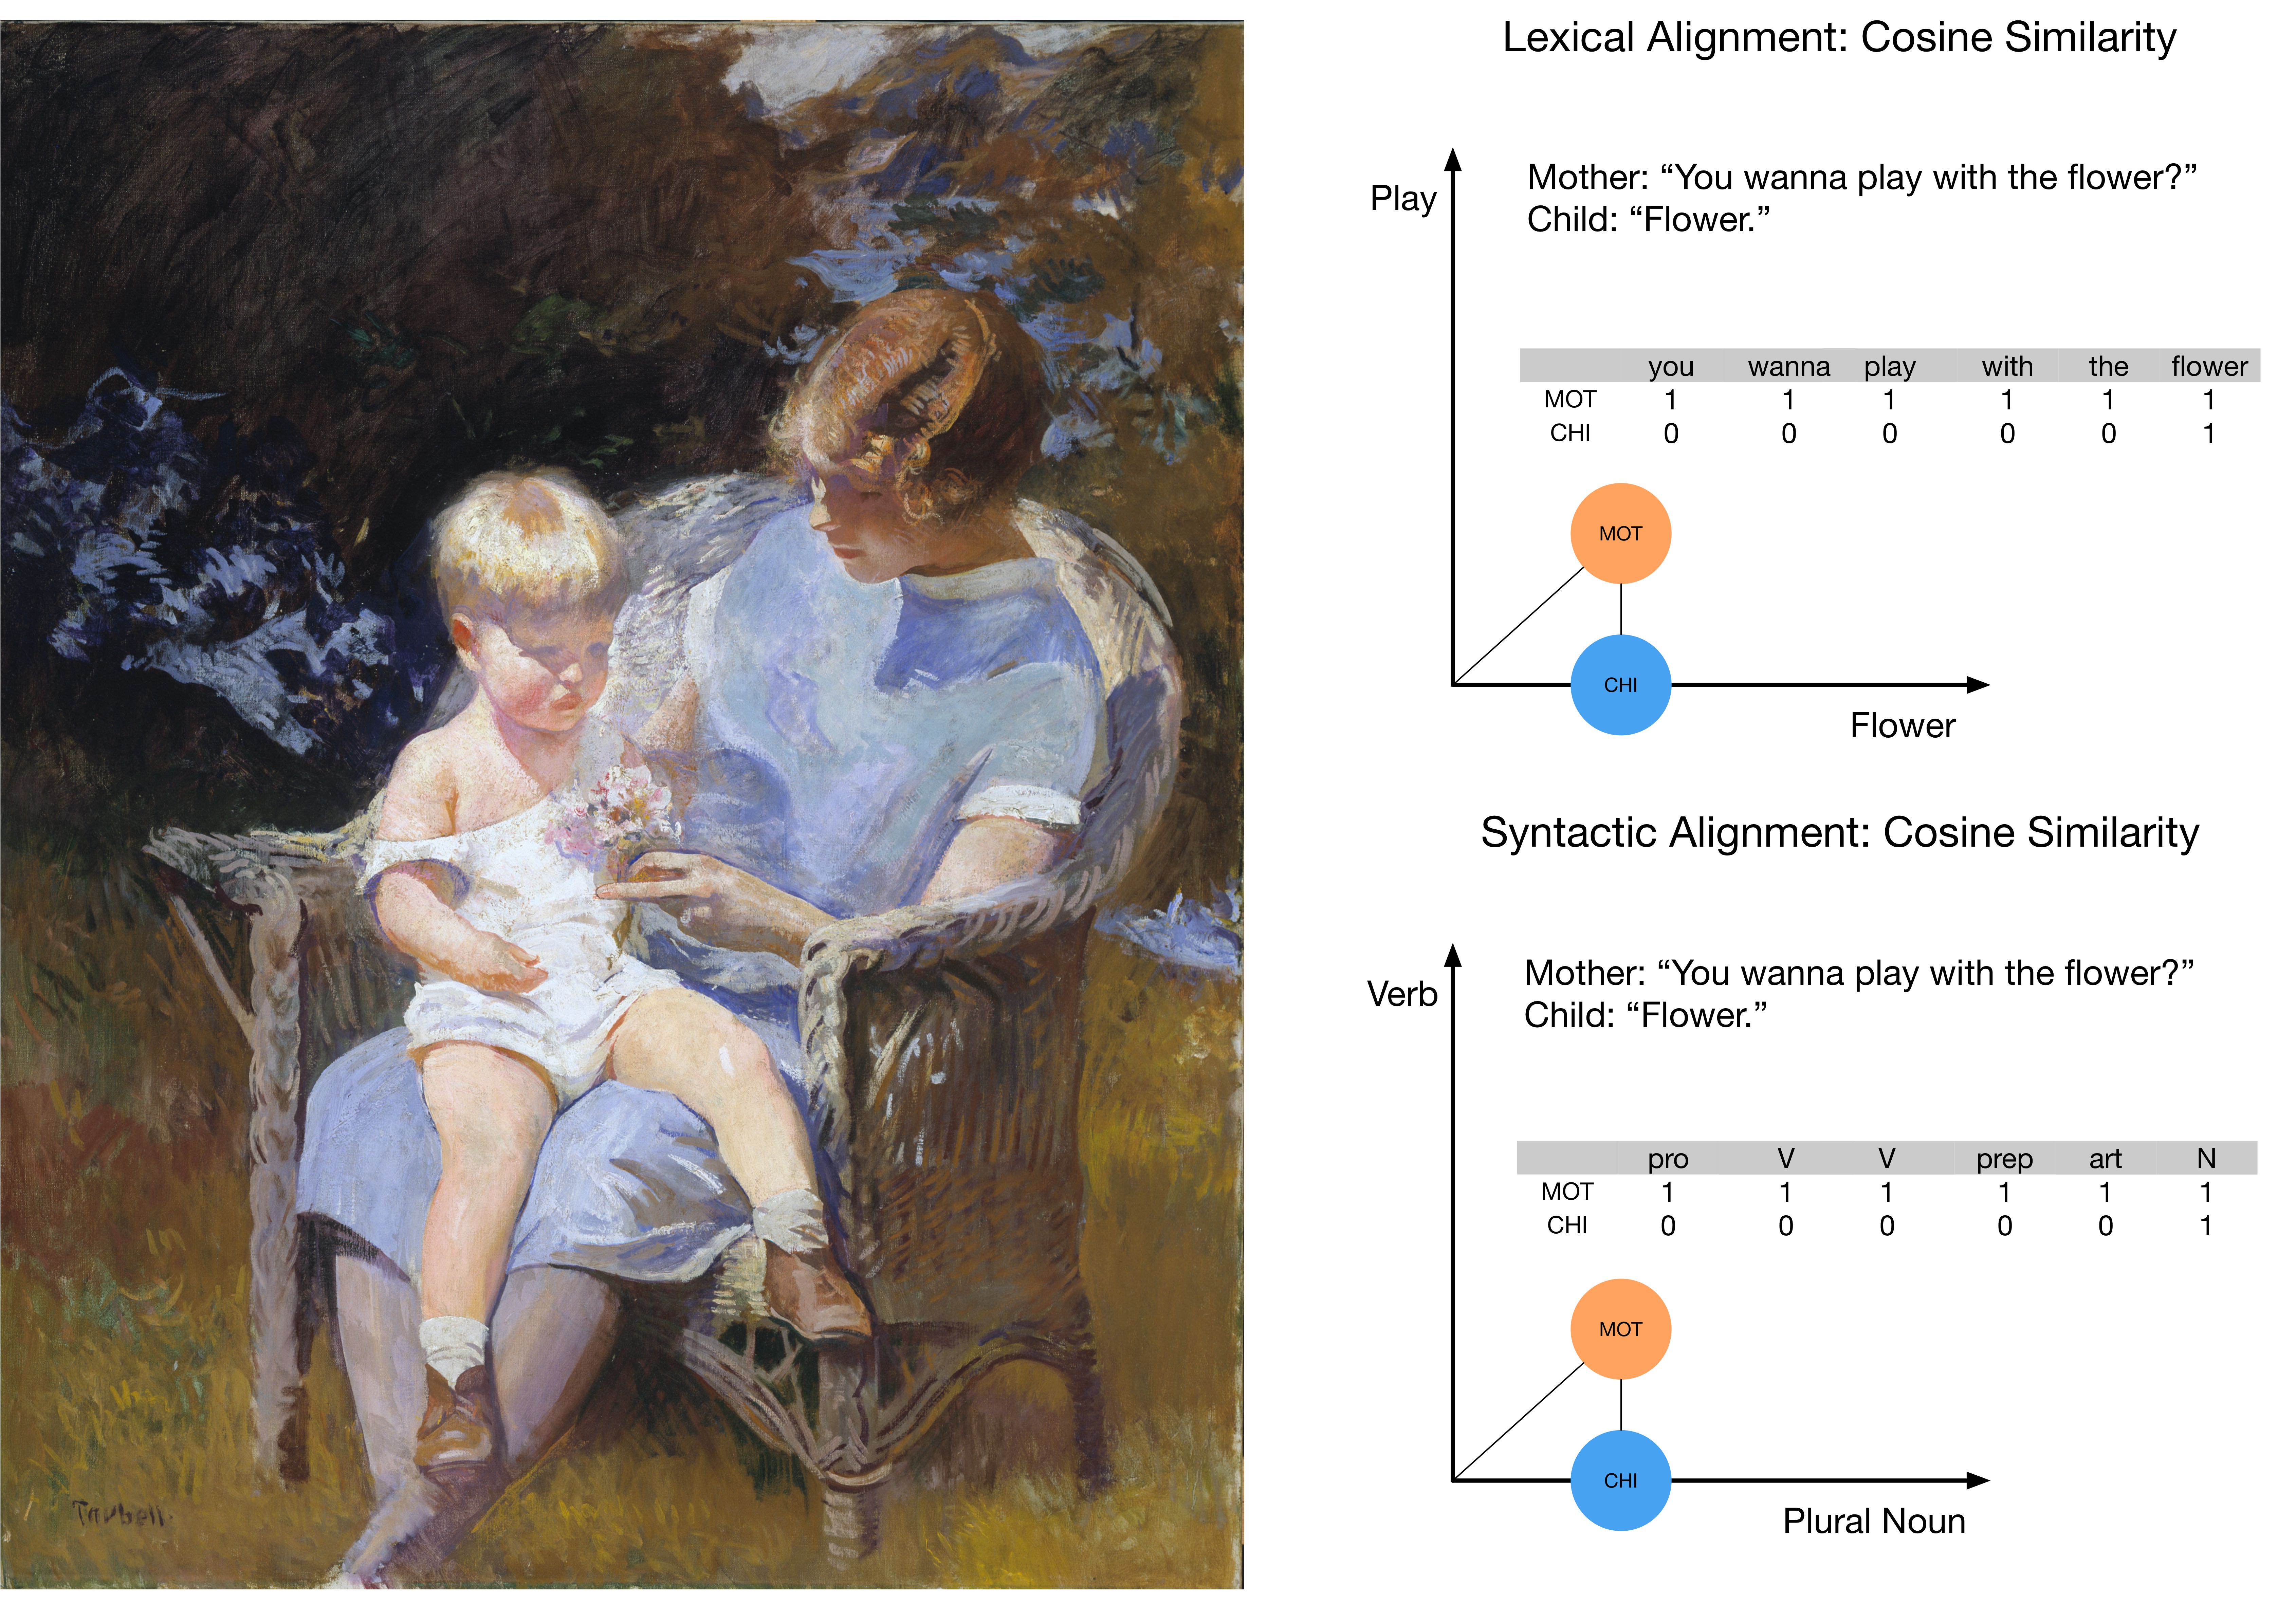 Lexical Alignment: Cosine Similarity
Play
Mother: “You wanna play with the flower?”
Child: “Flower.”
you wanna play with the flower
MOT 1 1 1 1 1 1
CHI 0 0 0 0 0 1
MOT
CHI
Flower
Syntactic Alignment: Cosine Similarity
Verb
Mother: “You wanna play with the flower?”
Child: “Flower.”
pro V V prep art N
MOT 1 1 1 1 1 1
CHI 0 0 0 0 0 1
MOT
CHI
Plural Noun
Tarbell